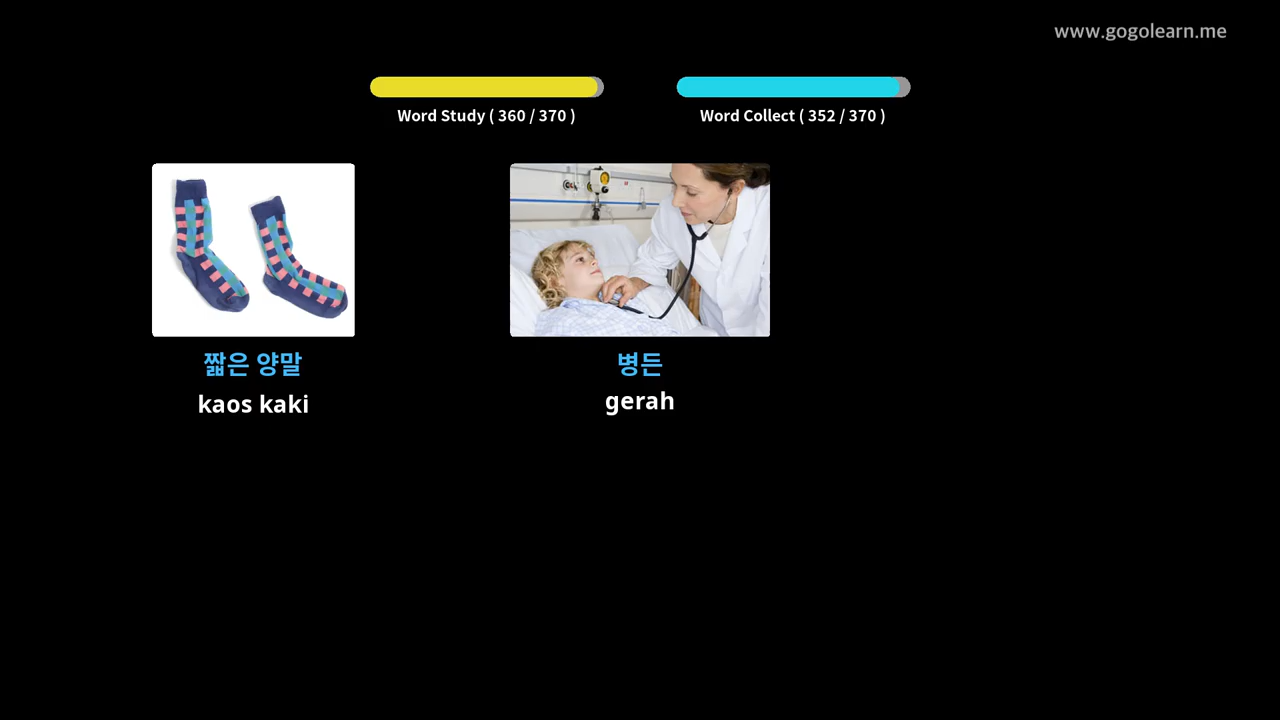 www.gogolearn.me
Word Study ( 360 / 370 )
Word Collect ( 352 / 370 )
짧은 양말
kaos kaki
병든
gerah